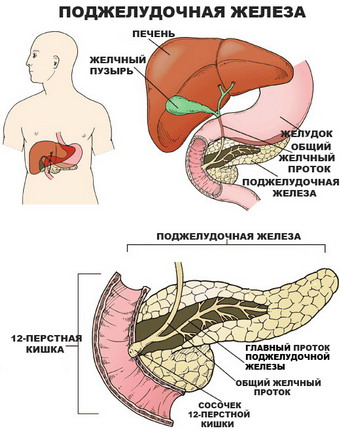 ПОДЖЕЛУДОЧНАЯ ЖЕЛЕЗА
ПЕЧЕНЬ
ЖЕЛЧНЫЙ
ПУЗЫРЬ
ЖЕЛУДОК
ОБЩИЙ
ЖЕЛЧНЫЙ
ПРОТОК
ПОДЖЕЛУДОЧНАЯ
ЖЕЛЕЗА
ПОДЖЕЛУДОЧНАЯ ЖЕЛЕЗА
12-ПЕРСТНАЯ
КИШКА
ГЛАВНЫЙ ПРОТОК
ПОДЖЕЛУДОЧНОЙ
ЖЕЛЕЗЫ
ОБЩИЙ ЖЕЛЧНЫЙ
ПРОТОК
СОСОЧЕК
12-ПЕРСТНОЙ
КИШКИ